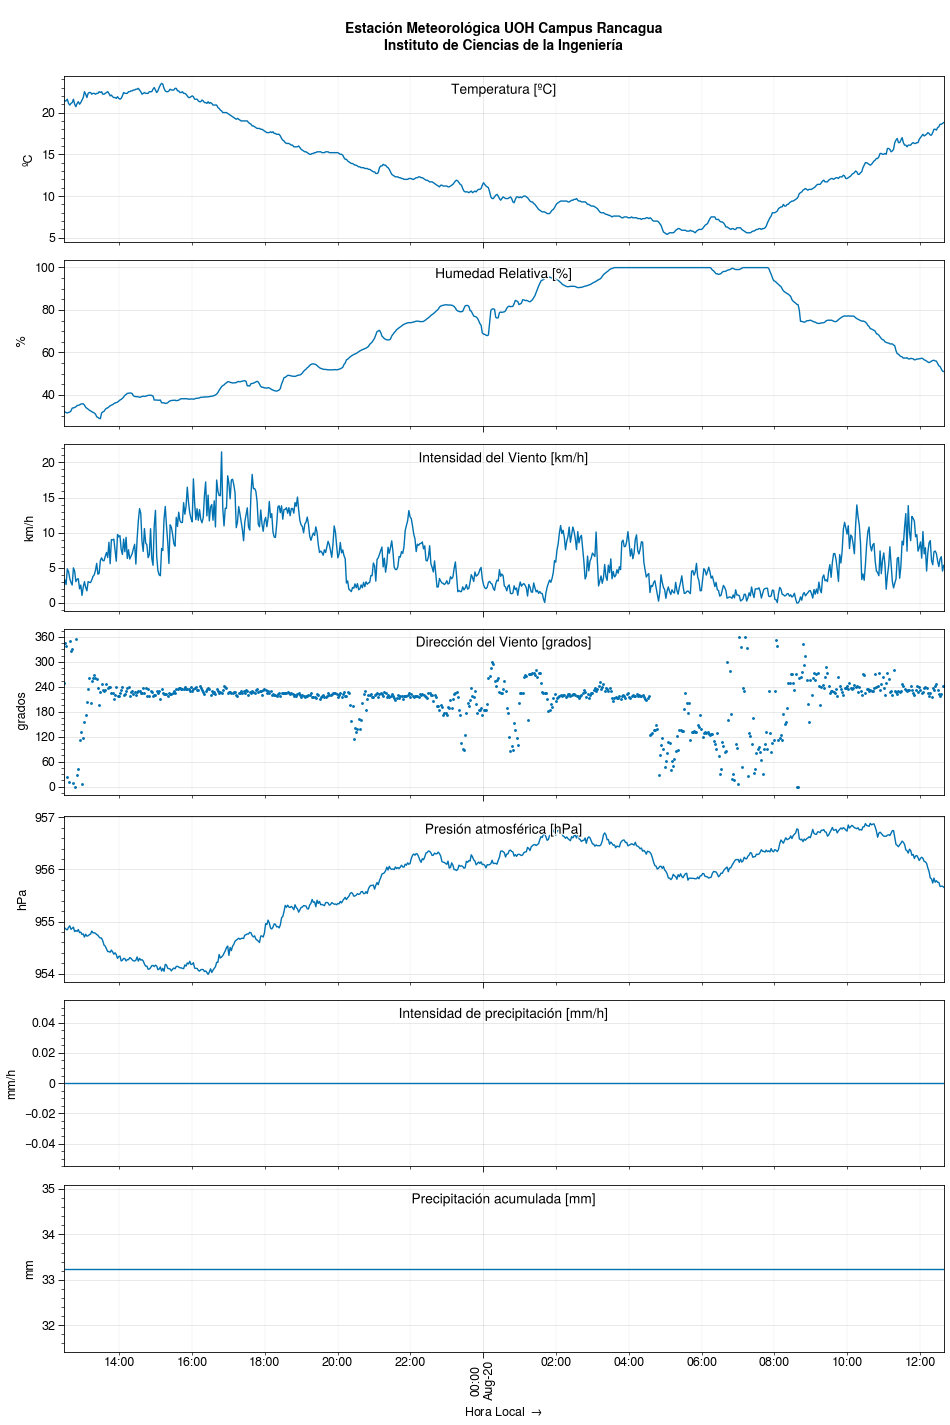 Estación Meteorológica UOH Campus Rancagua
Instituto de Ciencias de la Ingeniería
Temperatura [ºC]
20
15
10
5
ºC
Humedad Relativa [%]
100
80
60
40
%
Intensidad del Viento [km/h]
20
15
10
5
0
km/h
Dirección del Viento [grados]
360
300
240
180
120
60
0
grados
Presión atmosférica [hPa]
957
956
955
954
hPa
Intensidad de precipitación [mm/h]
0.04
0.02
0
−0.02
−0.04
mm/h
Precipitación acumulada [mm]
35
34
33
32
mm
14:00 16:00 18:00 20:00 22:00 00:00 02:00 04:00 06:00 08:00 10:00 12:00
Aug-20
Hora Local →